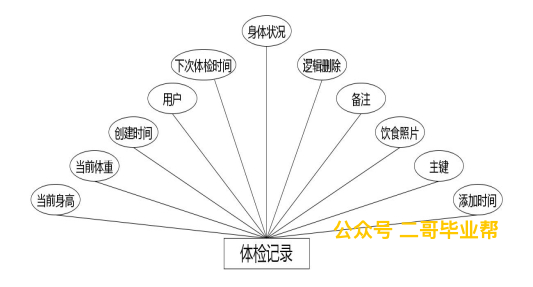 身体状况
下次体检时间
逻辑删除
用户
备注
创建时间
饮食照片
当前体重
主键
当前身高
添加时间
公众号 二哥毕业帮
体检记录